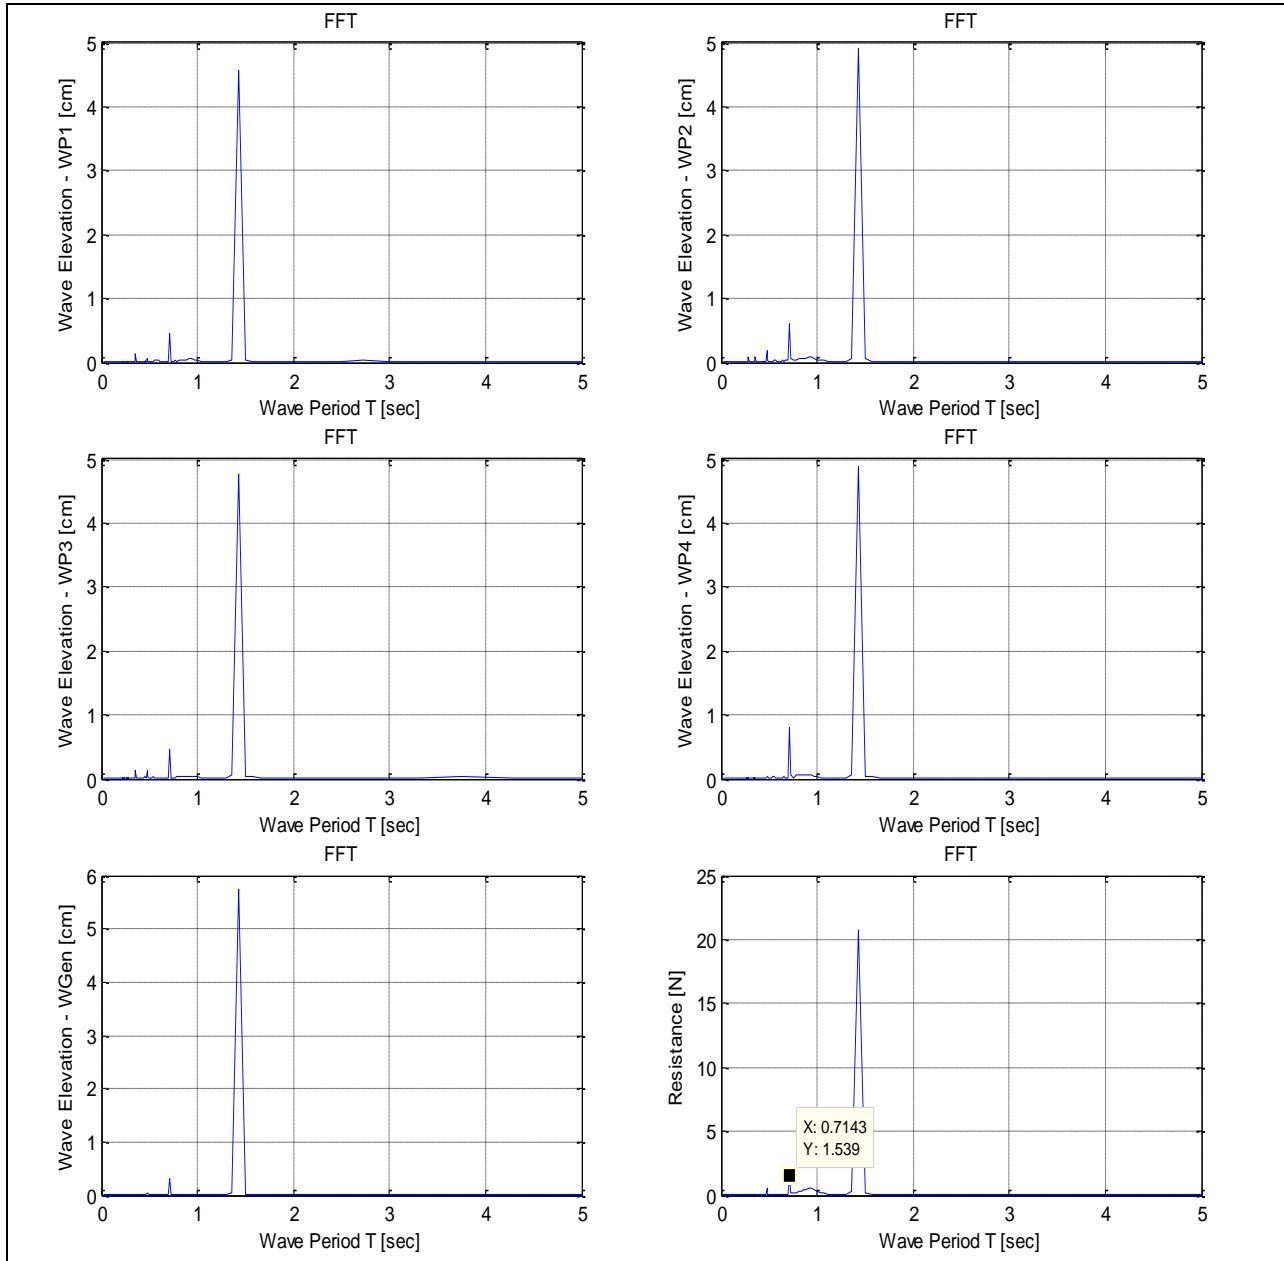 FFT
Wave Elevation - WP1 [cm]
5
4
3
2
1
0
0 1 2 3 4 5
Wave Period T [sec]
FFT
Wave Elevation - WP2 [cm]
5
4
3
2
1
0
0 1 2 3 4 5
Wave Period T [sec]
FFT
Wave Elevation - WP3 [cm]
5
4
3
2
1
0
0 1 2 3 4 5
Wave Period T [sec]
FFT
Wave Elevation - WP4 [cm]
5
4
3
2
1
0
0 1 2 3 4 5
Wave Period T [sec]
FFT
Wave Elevation - WGen [cm]
6
5
4
3
2
1
0
0 1 2 3 4 5
Wave Period T [sec]
FFT
Resistance [N]
25
20
15
10
5
0
X: 0.7143
Y: 1.539
0 1 2 3 4 5
Wave Period T [sec]